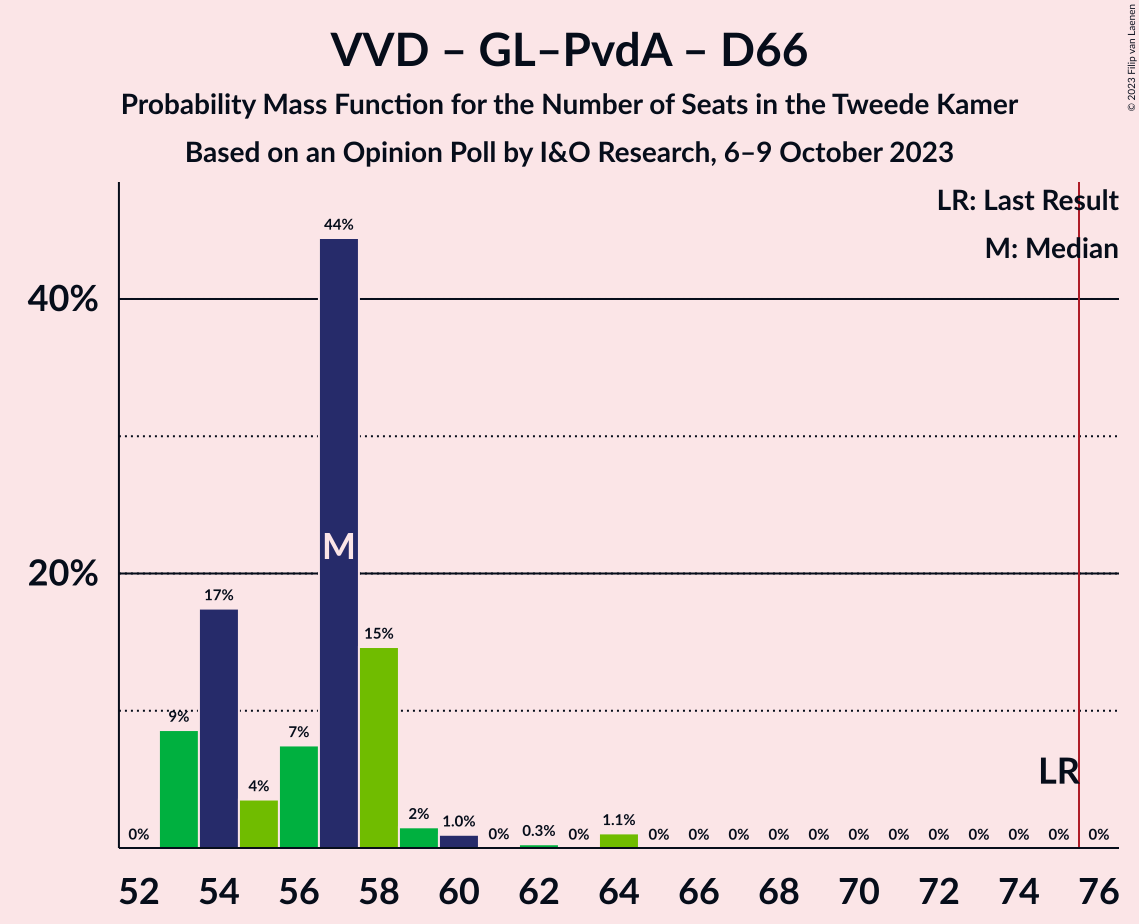 VVD – GL–PvdA – D66
Probability Mass Function for the Number of Seats in the Tweede Kamer
Based on an Opinion Poll by I&O Research, 6–9 October 2023
© 2023 Filip van Laenen
LR: Last Result
M: Median
40%
20%
0% 9% 17% 4% 7% 44% 15% 2% 1.0% 0% 0.3% 0% 1.1% 0% 0% 0% 0% 0% 0% 0% 0% 0% 0% 0% 0%
M
LR
52 54 56 58 60 62 64 66 68 70 72 74 76